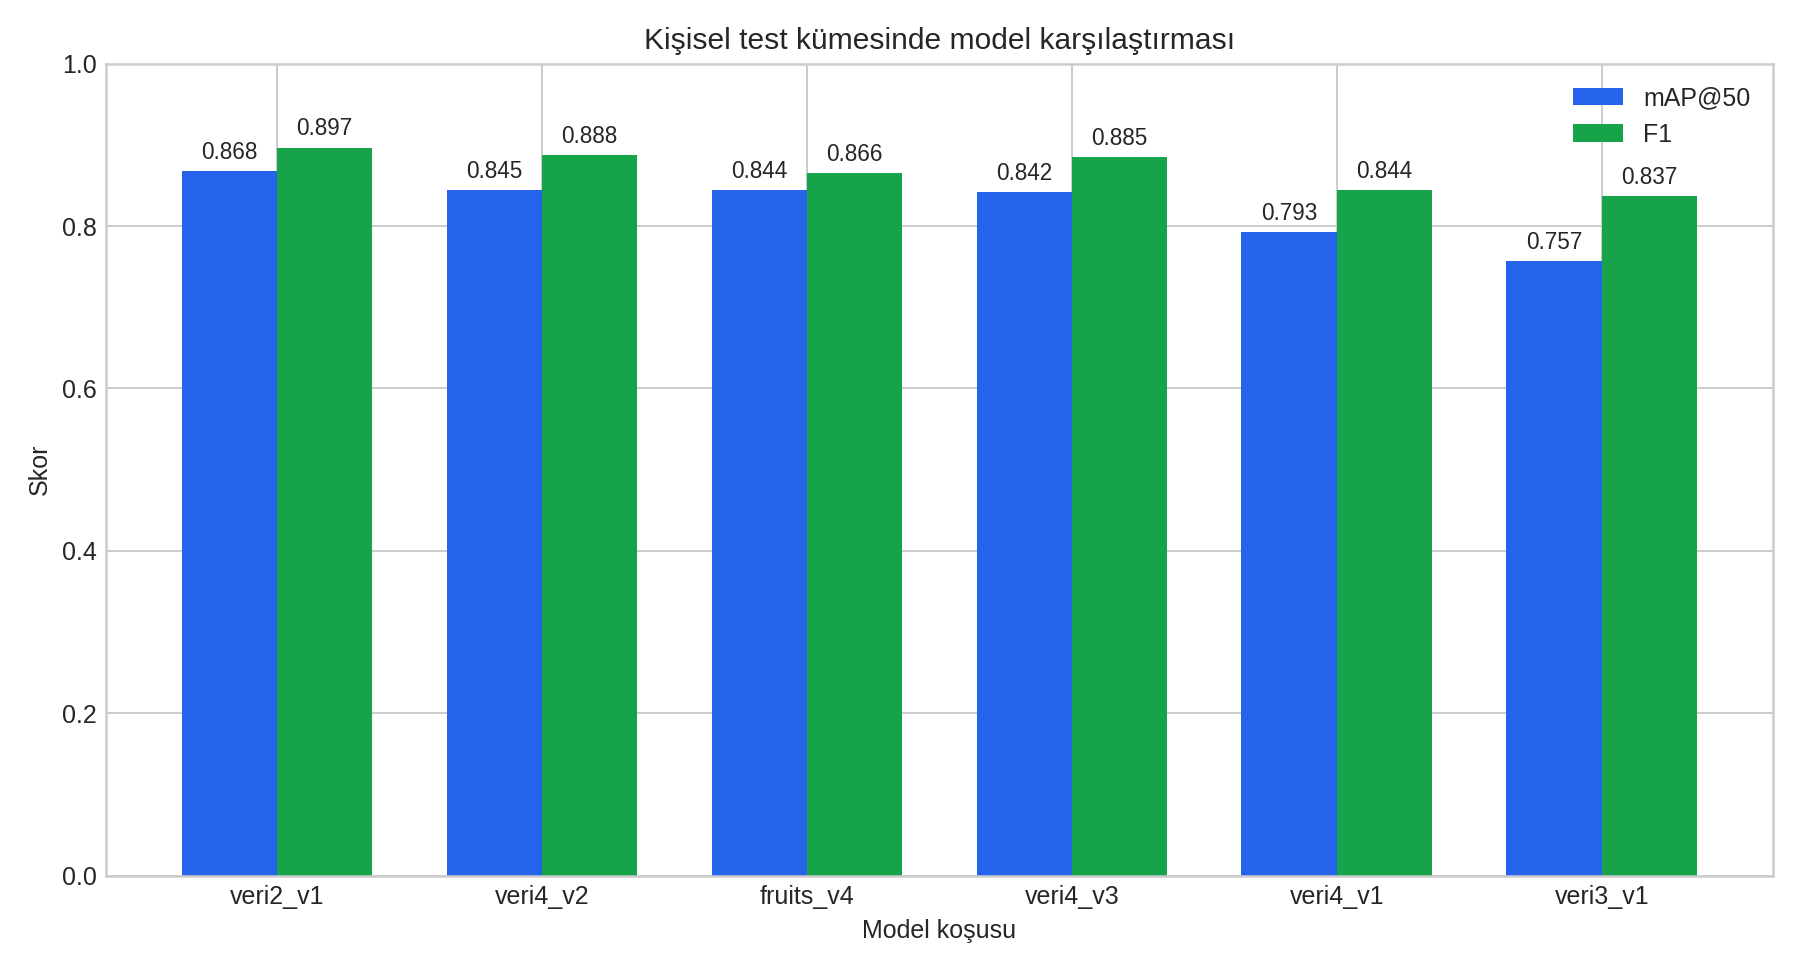 Kişisel test kümesinde model karşılaştırması
1.0
0.8
0.6
0.4
0.2
0.0
Skor
mAP@50
F1
0.868
0.897
0.845
0.888
0.844
0.866
0.842
0.885
0.793
0.844
0.757
0.837
veri2_v1
veri4_v2
fruits_v4
veri4_v3
veri4_v1
veri3_v1
Model koşusu